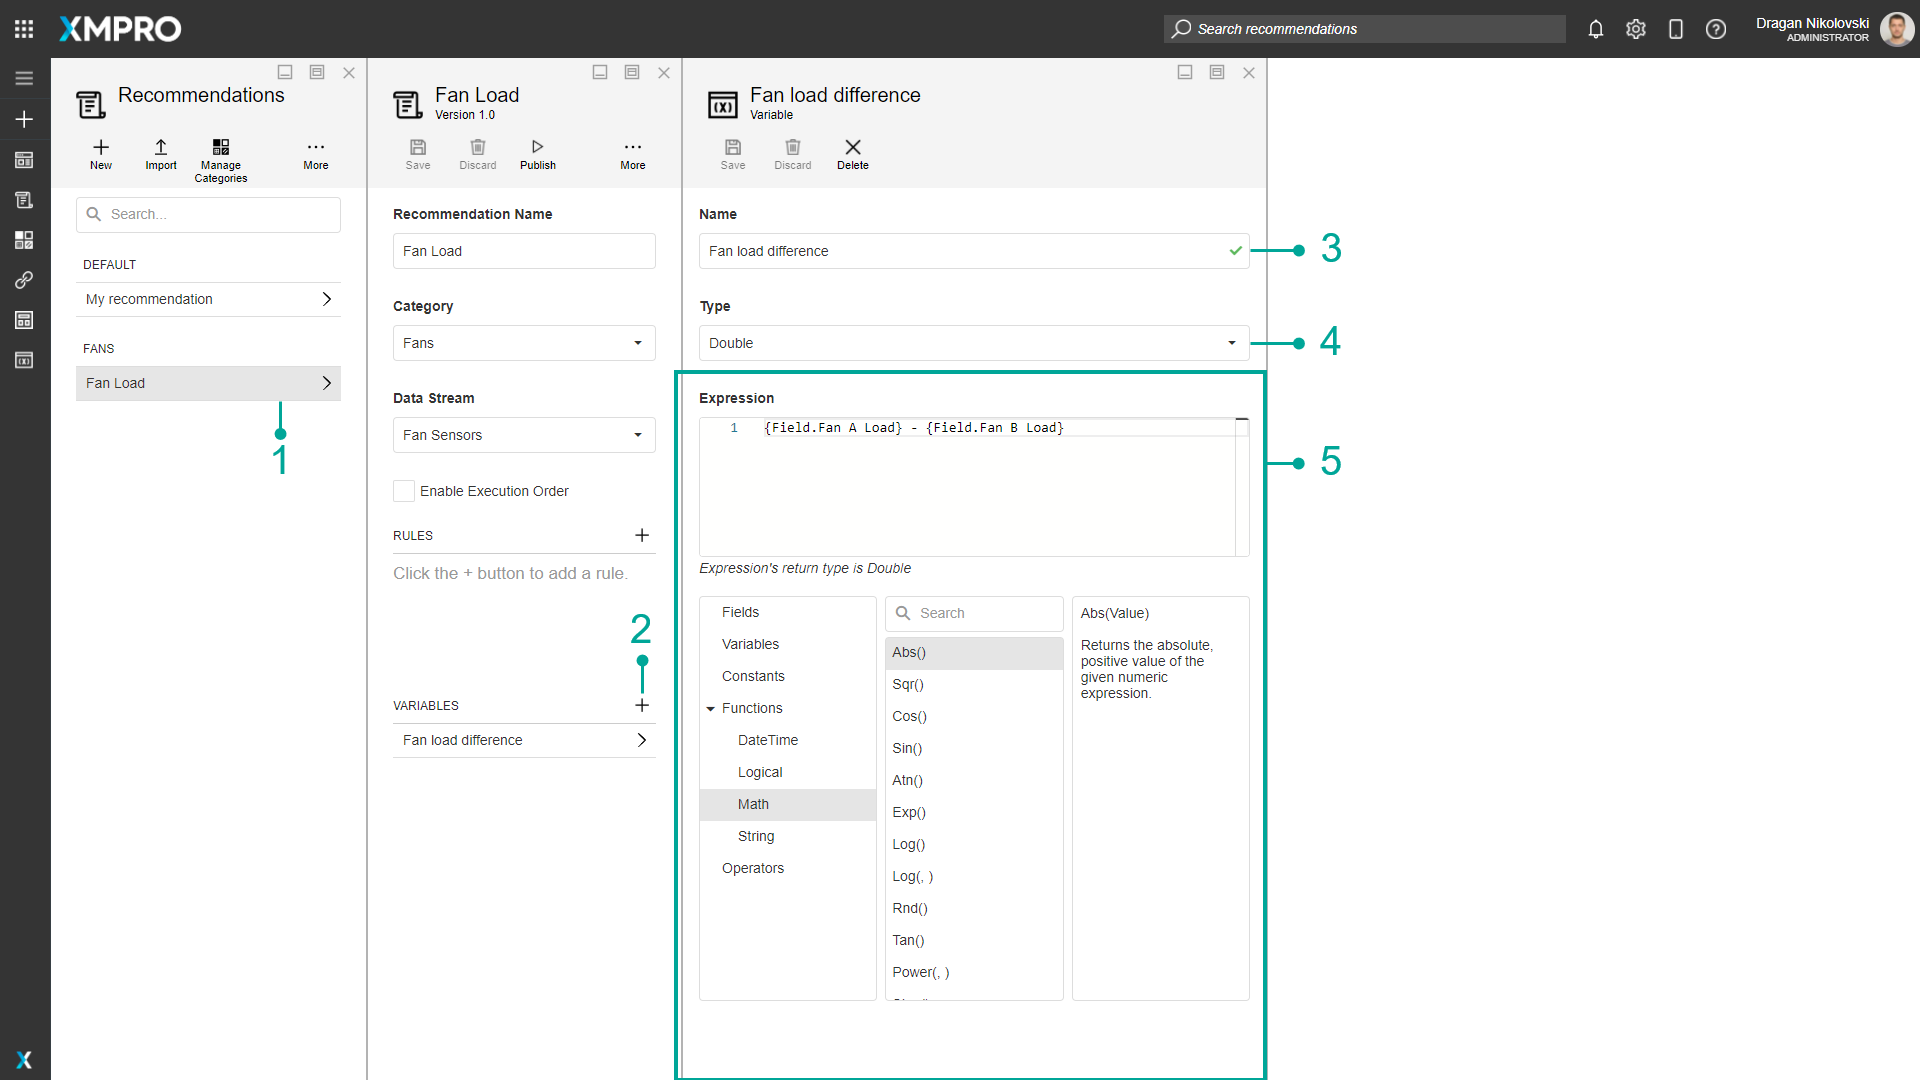 XMPRO
Search recommendations
Dragan Nikolovski
ADMINISTRATOR
Recommendations
New
Import
Manage
Categories
More
Search...
DEFAULT
My recommendation
FANS
Fan Load
1
Fan Load
Version 1.0
Save
Discard
Publish
More
Recommendation Name
Fan Load
Category
Fans
Data Stream
Fan Sensors
Enable Execution Order
RULES
Click the + button to add a rule.
2
VARIABLES
Fan load difference
(X) Fan load difference
Variable
Save
Discard
Delete
Name
Fan load difference
3
Type
Double
4
Expression
1 {Field.Fan A Load} - {Field.Fan B Load}
5
Expression's return type is Double
Fields
Variables
Constants
Functions
DateTime
Logical
Math
String
Operators
Search
Abs()
Sqr()
Cos()
Sin()
Atn()
Exp()
Log()
Log(, )
Rnd()
Tan()
Power(, )
Abs(Value)
Returns the absolute,
positive value of the
given numeric
expression.
(X)
X